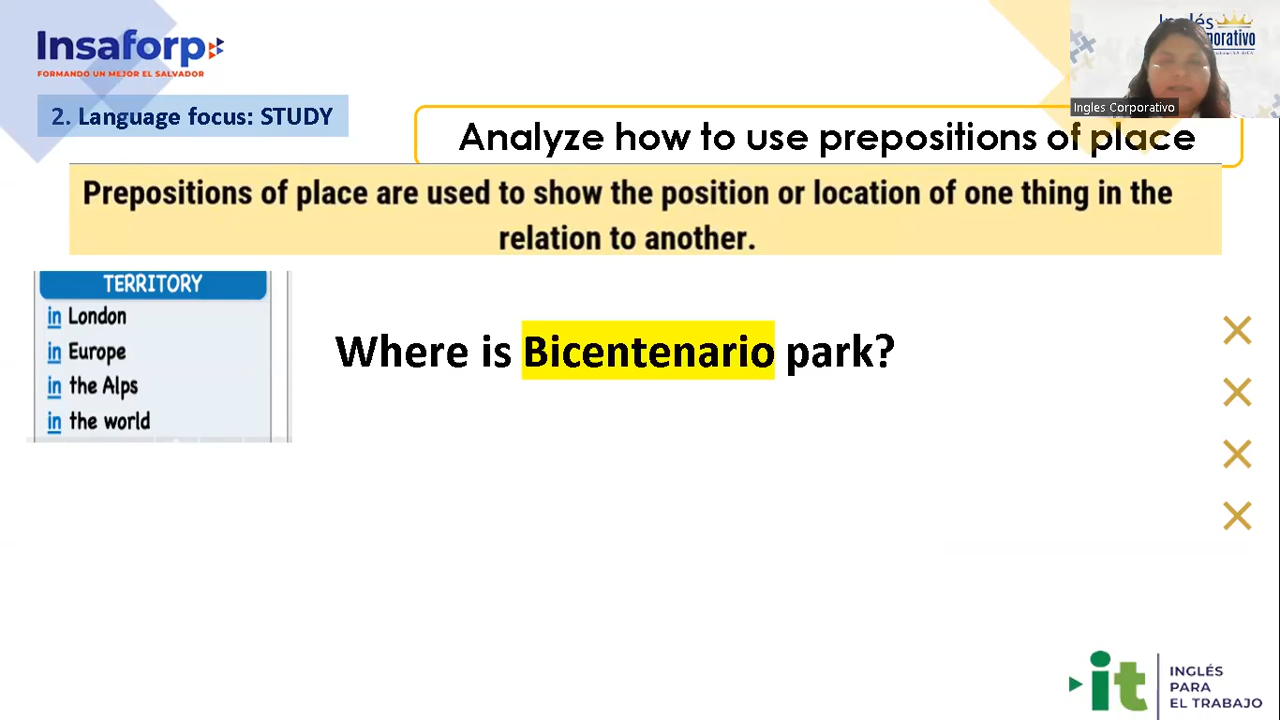 Insaforp
FORMANDO UN MEJOR EL SALVADOR
Inglés
porativo
Ingles Corporativo
2. Language focus: STUDY
Analyze how to use prepositions of place
Prepositions of place are used to show the position or location of one thing in the
relation to another.
TERRITORY
in London
in Europe
in the Alps
in the world
Where is Bicentenario park?
it
INGLÉS
PARA
EL TRABAJO